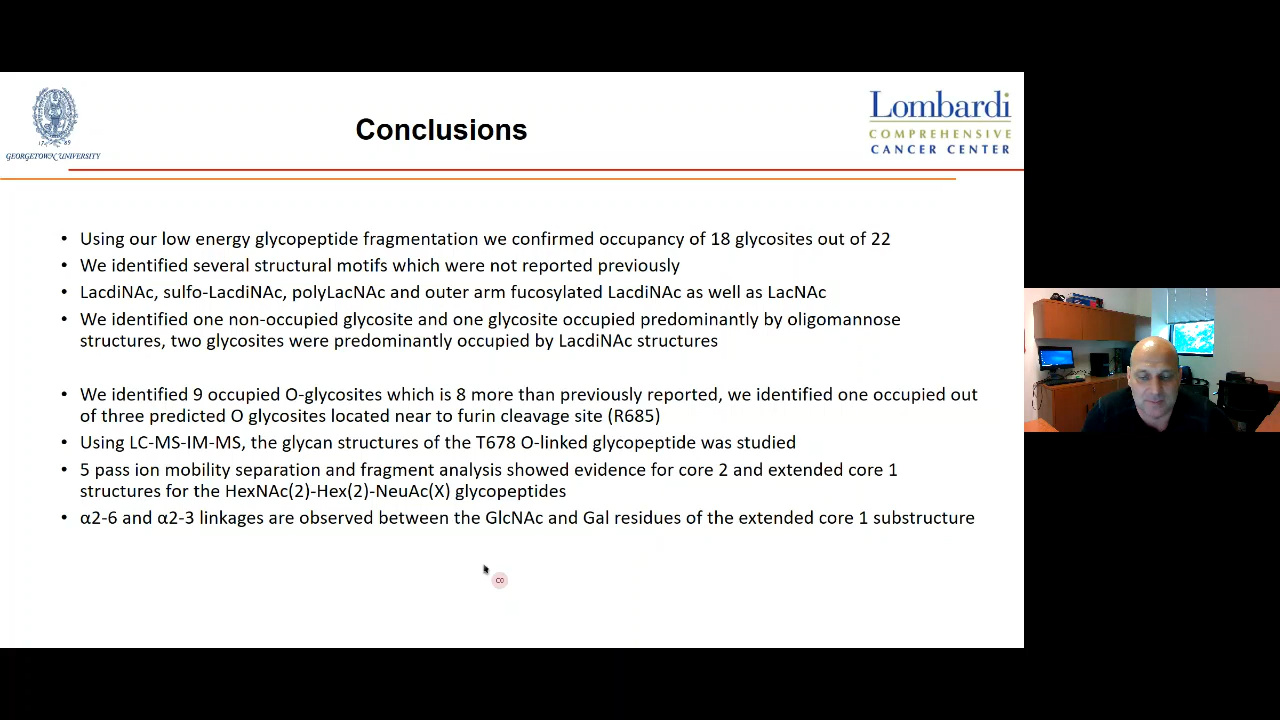 Conclusions
17 89
GEORGETOWN UNIVERSITY
Lombardi
COMPREHENSIVE
CANCER CENTER
• Using our low energy glycopeptide fragmentation we confirmed occupancy of 18 glycosites out of 22
• We identified several structural motifs which were not reported previously
• LacdiNAc, sulfo-LacdiNAc, polyLacNAc and outer arm fucosylated LacdiNAc as well as LacNAc
• We identified one non-occupied glycosite and one glycosite occupied predominantly by oligomannose
structures, two glycosites were predominantly occupied by LacdiNAc structures
• We identified 9 occupied O-glycosites which is 8 more than previously reported, we identified one occupied out
of three predicted O glycosites located near to furin cleavage site (R685)
• Using LC-MS-IM-MS, the glycan structures of the T678 O-linked glycopeptide was studied
• 5 pass ion mobility separation and fragment analysis showed evidence for core 2 and extended core 1
structures for the HexNAc(2)-Hex(2)-NeuAc(X) glycopeptides
• α2-6 and α2-3 linkages are observed between the GlcNAc and Gal residues of the extended core 1 substructure
CO